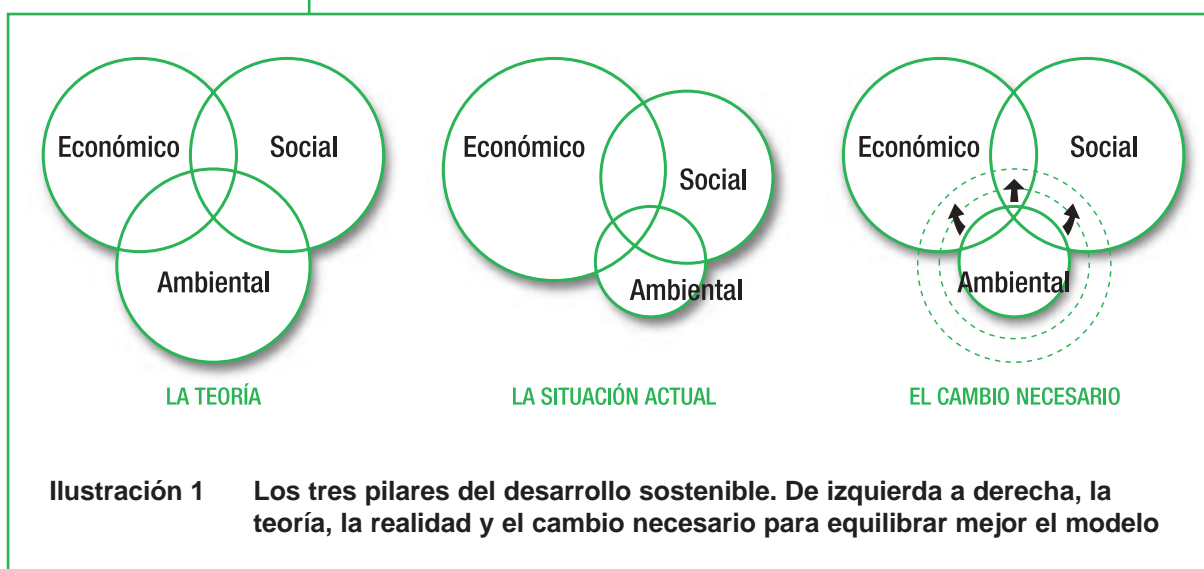 Económico
Social
Ambiental
LA TEORÍA
Económico
Social
Ambiental
LA SITUACIÓN ACTUAL
Económico
Social
Ambiental
EL CAMBIO NECESARIO
Ilustración 1 Los tres pilares del desarrollo sostenible. De izquierda a derecha, la
teoría, la realidad y el cambio necesario para equilibrar mejor el modelo